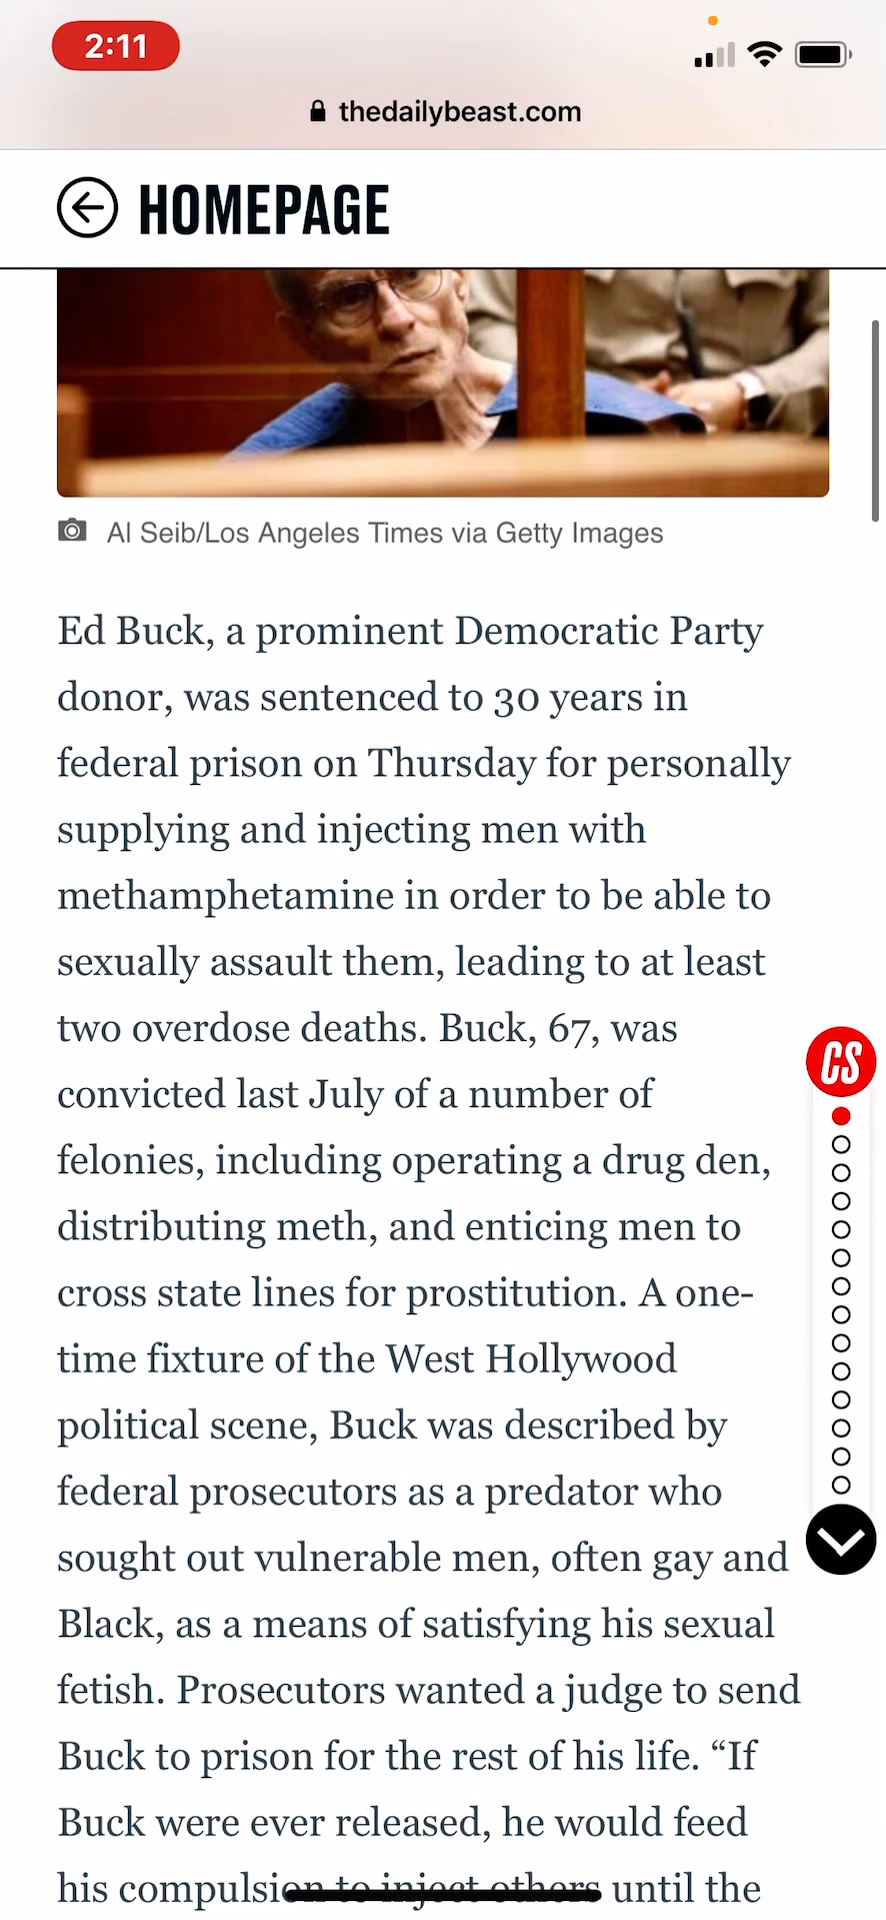 2:11
thedailybeast.com
HOMEPAGE
Al Seib/Los Angeles Times via Getty Images
Ed Buck, a prominent Democratic Party
donor, was sentenced to 30 years in
federal prison on Thursday for personally
supplying and injecting men with
methamphetamine in order to be able to
sexually assault them, leading to at least
two overdose deaths. Buck, 67, was
convicted last July of a number of
felonies, including operating a drug den,
distributing meth, and enticing men to
cross state lines for prostitution. A one-
time fixture of the West Hollywood
political scene, Buck was described by
federal prosecutors as a predator who
sought out vulnerable men, often gay and
Black, as a means of satisfying his sexual
fetish. Prosecutors wanted a judge to send
Buck to prison for the rest of his life. “If
Buck were ever released, he would feed
his compulsion to inject others until the
CS